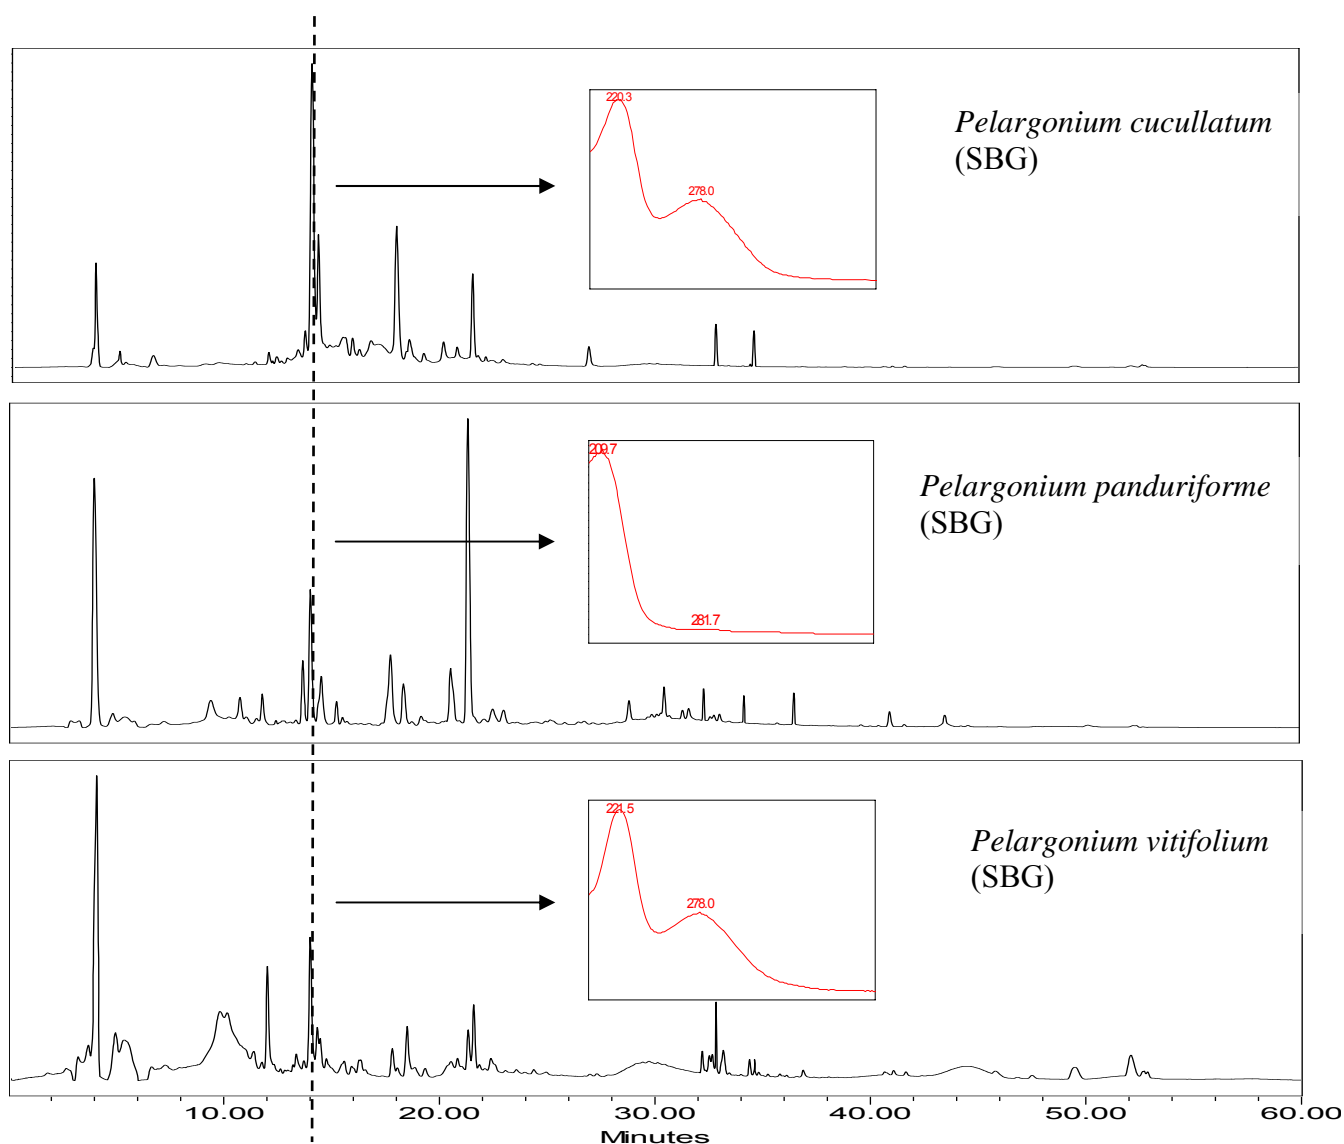 220.3
278.0
Pelargonium cucullatum
(SBG)
209.7
281.7
Pelargonium panduriforme
(SBG)
221.5
278.0
Pelargonium vitifolium
(SBG)
10.00 20.00 30.00 40.00 50.00 60.00
Minutes